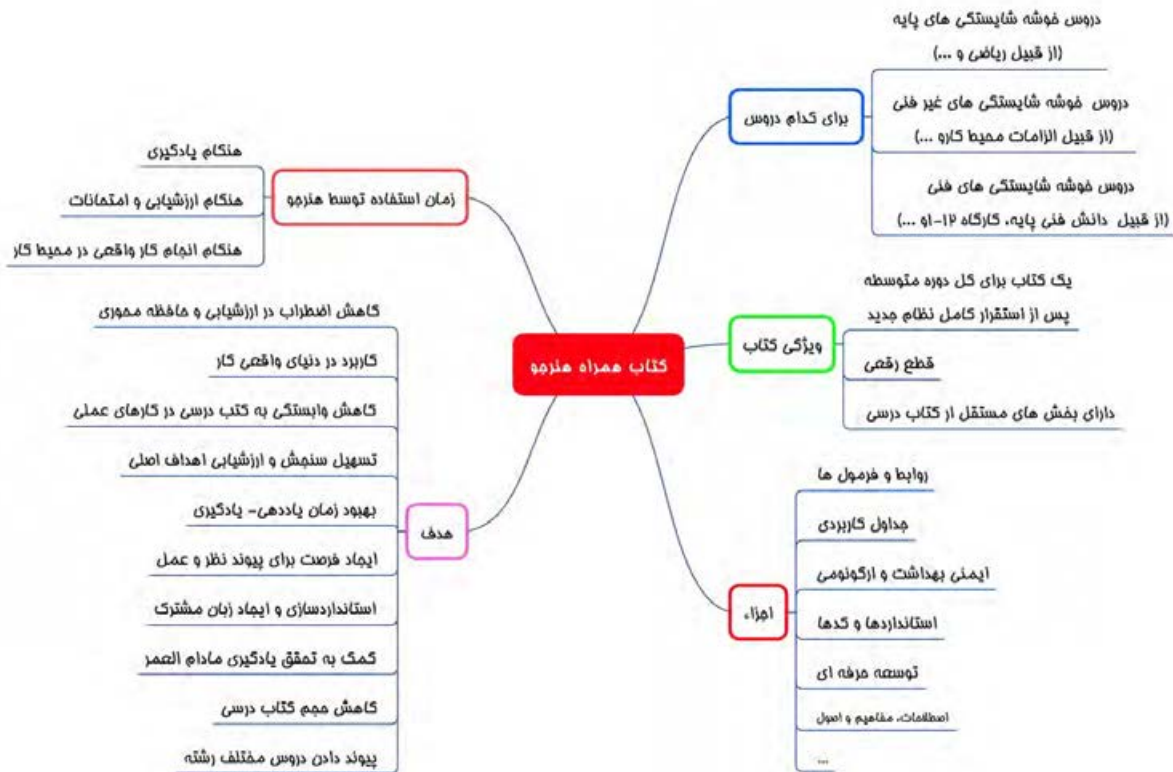 کتاب همراه هنرجو
برای کدام دروس
دروس خوشه شایستگی های پایه
(از قبیل ریاضی و ...)
دروس خوشه شایستگی های غیر فنی
(از قبیل الزامات محیط کارو ...)
دروس خوشه شایستگی های فنی
(از قبیل دانش فنی پایه، کارگاه ۱۲-۱و ...)
ویژگی کتاب
یک کتاب برای کل دوره متوسطه
پس از استقرار کامل نظام جدید
قطع رقعی
دارای بخش های مستقل از کتاب درسی
اجزاء
روابط و فرمول ها
جداول کاربردی
ایمنی بهداشت و ارگونومی
استانداردها و کدها
توسعه حرفه ای
اصطلاحات، مفاهیم و اصول
...
زمان استفاده توسط هنرجو
هنگام یادگیری
هنگام ارزشیابی و امتحانات
هنگام انجام کار واقعی در محیط کار
هدف
کاهش اضطراب در ارزشیابی و حافظه محوری
کاربرد در دنیای واقعی کار
کاهش وابستگی به کتب درسی در کارهای عملی
تسهیل سنجش و ارزشیابی اهداف اصلی
بهبود زمان یاددهی- یادگیری
ایجاد فرصت برای پیوند نظر و عمل
استانداردسازی و ایجاد زبان مشترک
کمک به تحقق یادگیری مادام العمر
کاهش حجم کتاب درسی
پیوند دادن دروس مختلف رشته